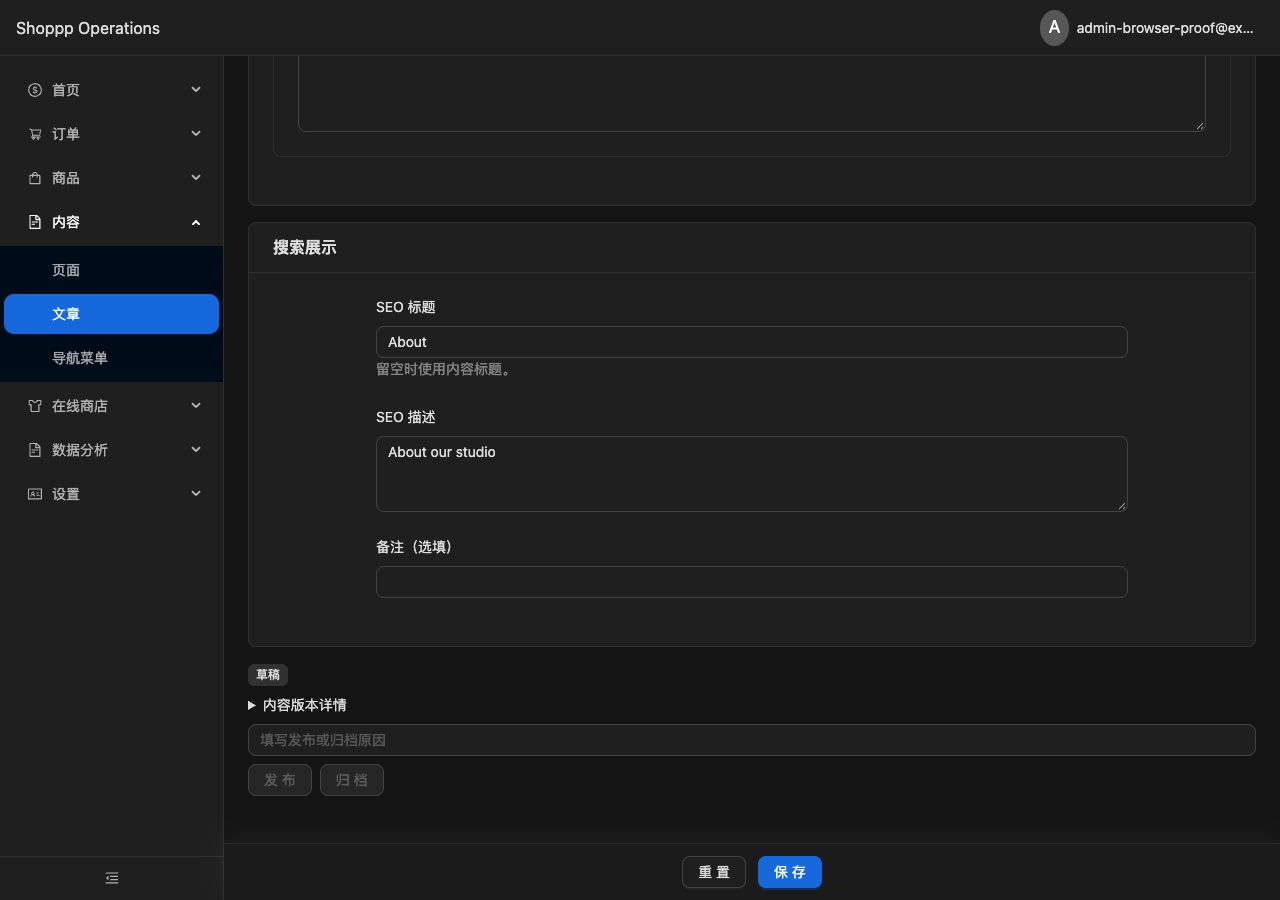 Shoppp Operations
A
admin-browser-proof@ex...
首页
订单
商品
内容
页面
文章
导航菜单
在线商店
数据分析
设置
搜索展示
SEO 标题
About
留空时使用内容标题。
SEO 描述
About our studio
备注（选填）
草稿
内容版本详情
填写发布或归档原因
发 布
归 档
重 置
保 存